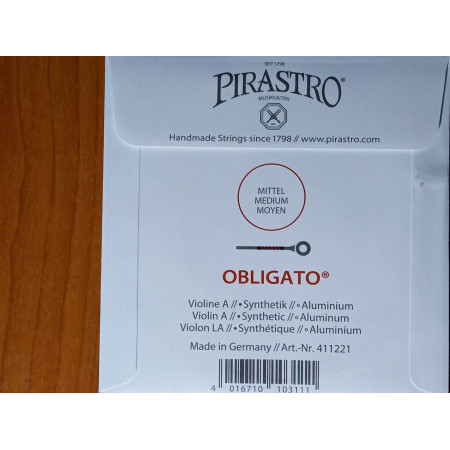 SEIT 1798
PIRASTRO®
MUSIKSAITEN
Handmade Strings since 1798 // www.pirastro.com
MITTEL
MEDIUM
MOYEN
OBLIGATO®
Violine A // •Synthetik // ∘Aluminium
Violin A // •Synthetic // ∘Aluminum
Violon LA // •Synthétique // ∘Aluminium
Made in Germany // Art.-Nr. 411221
4 016710 103111